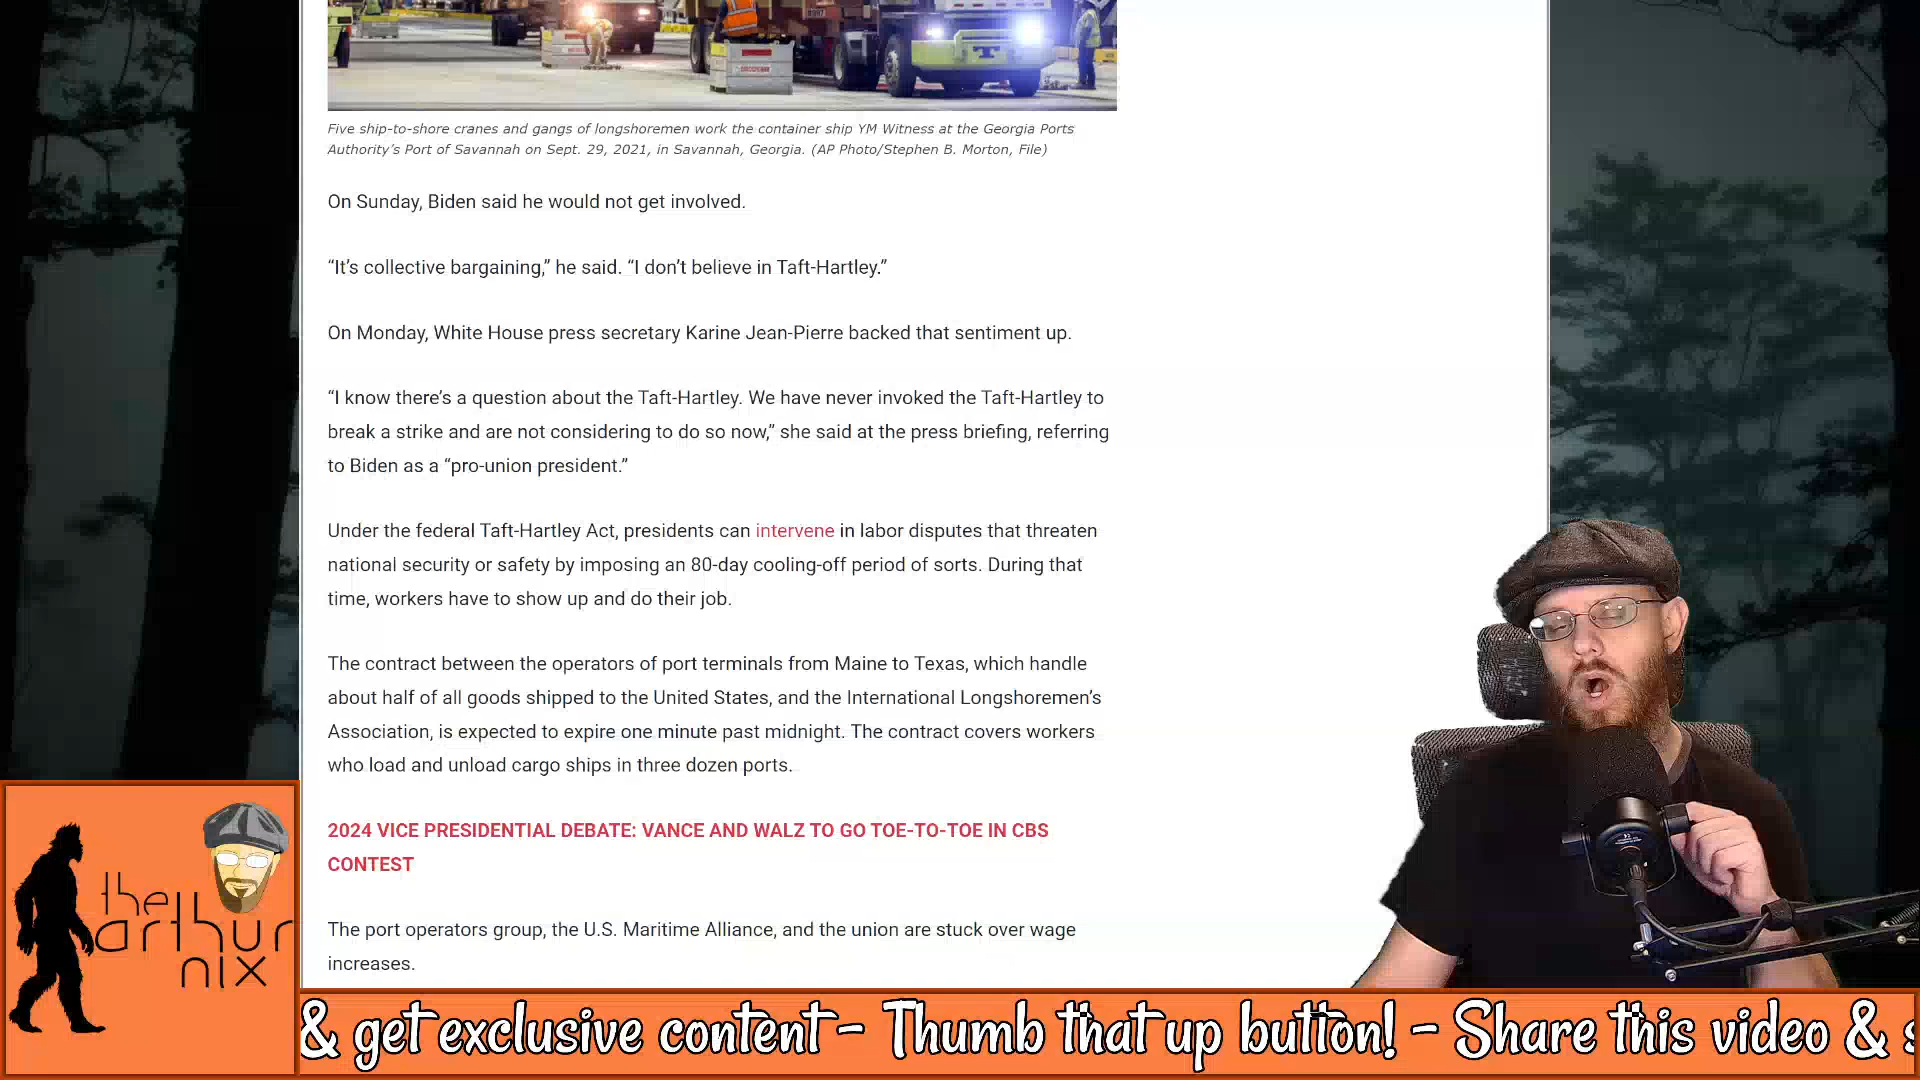 Five ship-to-shore cranes and gangs of longshoremen work the container ship YM Witness at the Georgia Ports
Authority’s Port of Savannah on Sept. 29, 2021, in Savannah, Georgia. (AP Photo/Stephen B. Morton, File)
On Sunday, Biden said he would not get involved.
“It’s collective bargaining,” he said. “I don’t believe in Taft-Hartley.”
On Monday, White House press secretary Karine Jean-Pierre backed that sentiment up.
“I know there’s a question about the Taft-Hartley. We have never invoked the Taft-Hartley to
break a strike and are not considering to do so now,” she said at the press briefing, referring
to Biden as a “pro-union president.”
Under the federal Taft-Hartley Act, presidents can intervene in labor disputes that threaten
national security or safety by imposing an 80-day cooling-off period of sorts. During that
time, workers have to show up and do their job.
The contract between the operators of port terminals from Maine to Texas, which handle
about half of all goods shipped to the United States, and the International Longshoremen’s
Association, is expected to expire one minute past midnight. The contract covers workers
who load and unload cargo ships in three dozen ports.
2024 VICE PRESIDENTIAL DEBATE: VANCE AND WALZ TO GO TOE-TO-TOE IN CBS
CONTEST
The port operators group, the U.S. Maritime Alliance, and the union are stuck over wage
increases.
the
arthur
nix
& get exclusive content - Thumb that up button! - Share this video & s